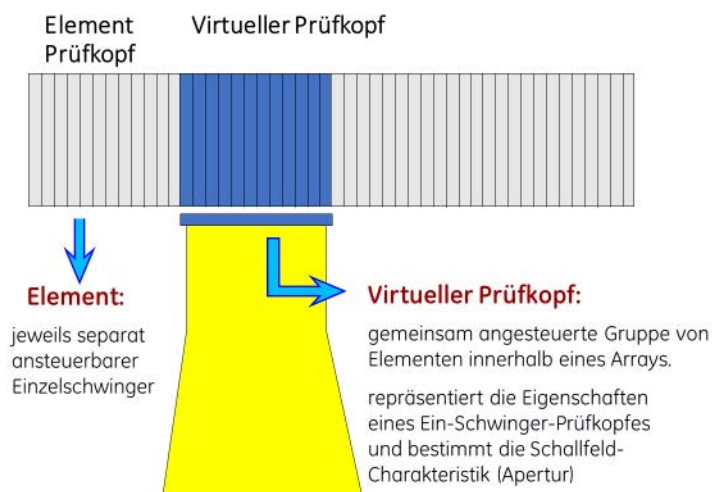 Element
Prüfkopf
Virtueller Prüfkopf
Element:
jeweils separat
ansteuerbarer
Einzelschwinger
Virtueller Prüfkopf:
gemeinsam angesteuerte Gruppe von
Elementen innerhalb eines Arrays.
repräsentiert die Eigenschaften
eines Ein-Schwinger-Prüfkopfes
und bestimmt die Schallfeld-
Charakteristik (Apertur)